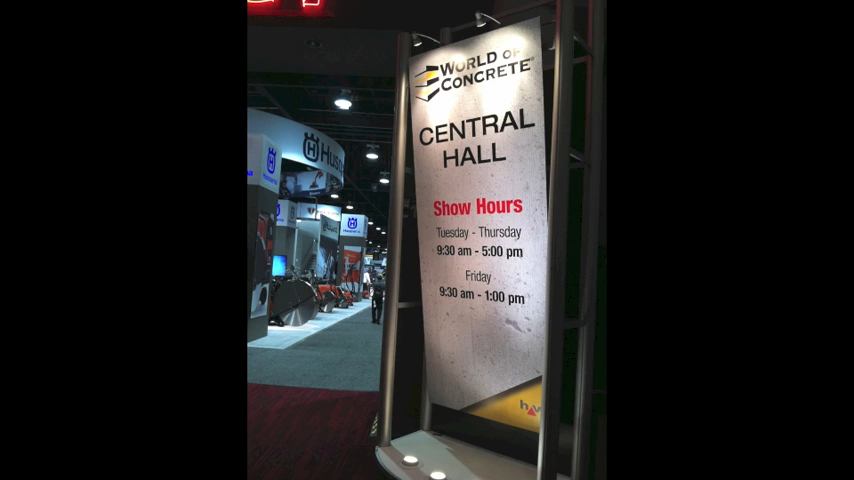 WORLD OF
CONCRETE
CENTRAL
HALL
Show Hours
Tuesday - Thursday
9:30 am - 5:00 pm
Friday
9:30 am - 1:00 pm